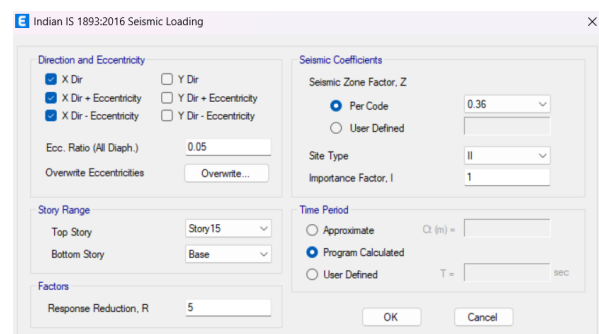 E Indian IS 1893:2016 Seismic Loading
Direction and Eccentricity
X Dir
Y Dir
X Dir + Eccentricity
Y Dir + Eccentricity
X Dir - Eccentricity
Y Dir - Eccentricity
Ecc. Ratio (All Diaph.)
0.05
Overwrite Eccentricities
Overwrite...
Story Range
Top Story
Story15
Bottom Story
Base
Factors
Response Reduction, R
5
Seismic Coefficients
Seismic Zone Factor, Z
Per Code
0.36
User Defined
Site Type
II
Importance Factor, I
1
Time Period
Approximate
Ct (m) =
Program Calculated
User Defined
T =
sec
OK
Cancel